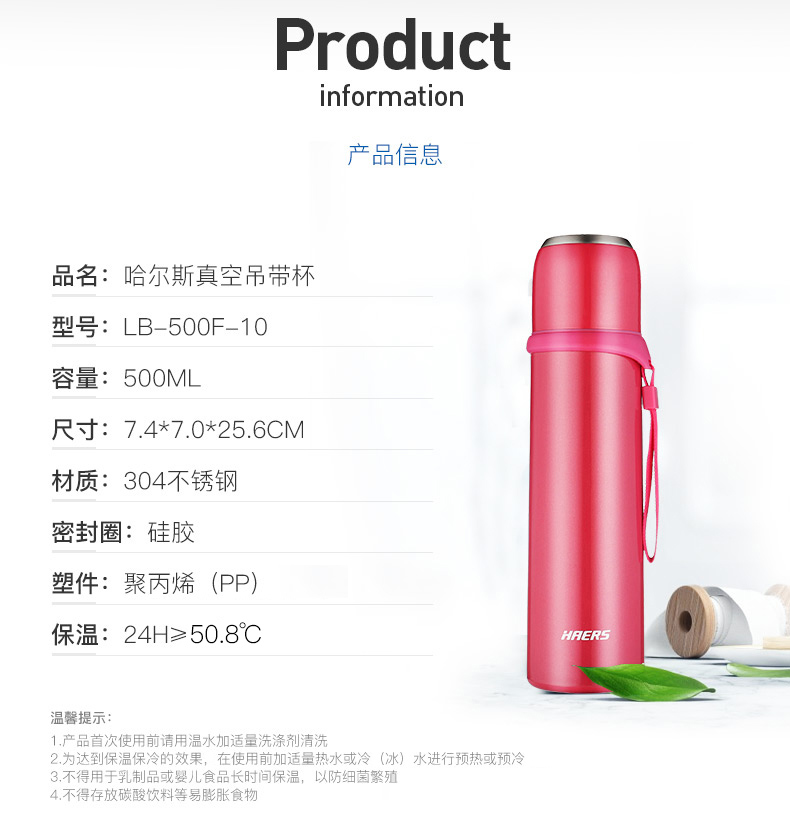 Product
information
产品信息
品名：哈尔斯真空吊带杯
型号：LB-500F-10
容量：500ML
尺寸：7.4*7.0*25.6CM
材质：304不锈钢
密封圈：硅胶
塑件：聚丙烯（PP）
保温：24H≥50.8℃
HAERS
温馨提示：
1.产品首次使用前请用温水加适量洗涤剂清洗
2.为达到保温保冷的效果，在使用前加适量热水或冷（冰）水进行预热或预冷
3.不得用于乳制品或婴儿食品长时间保温，以防细菌繁殖
4.不得存放碳酸饮料等易膨胀食物